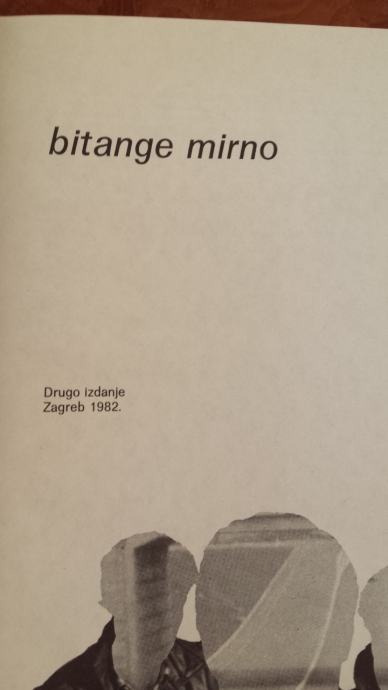 bitange mirno
Drugo izdanje
Zagreb 1982.